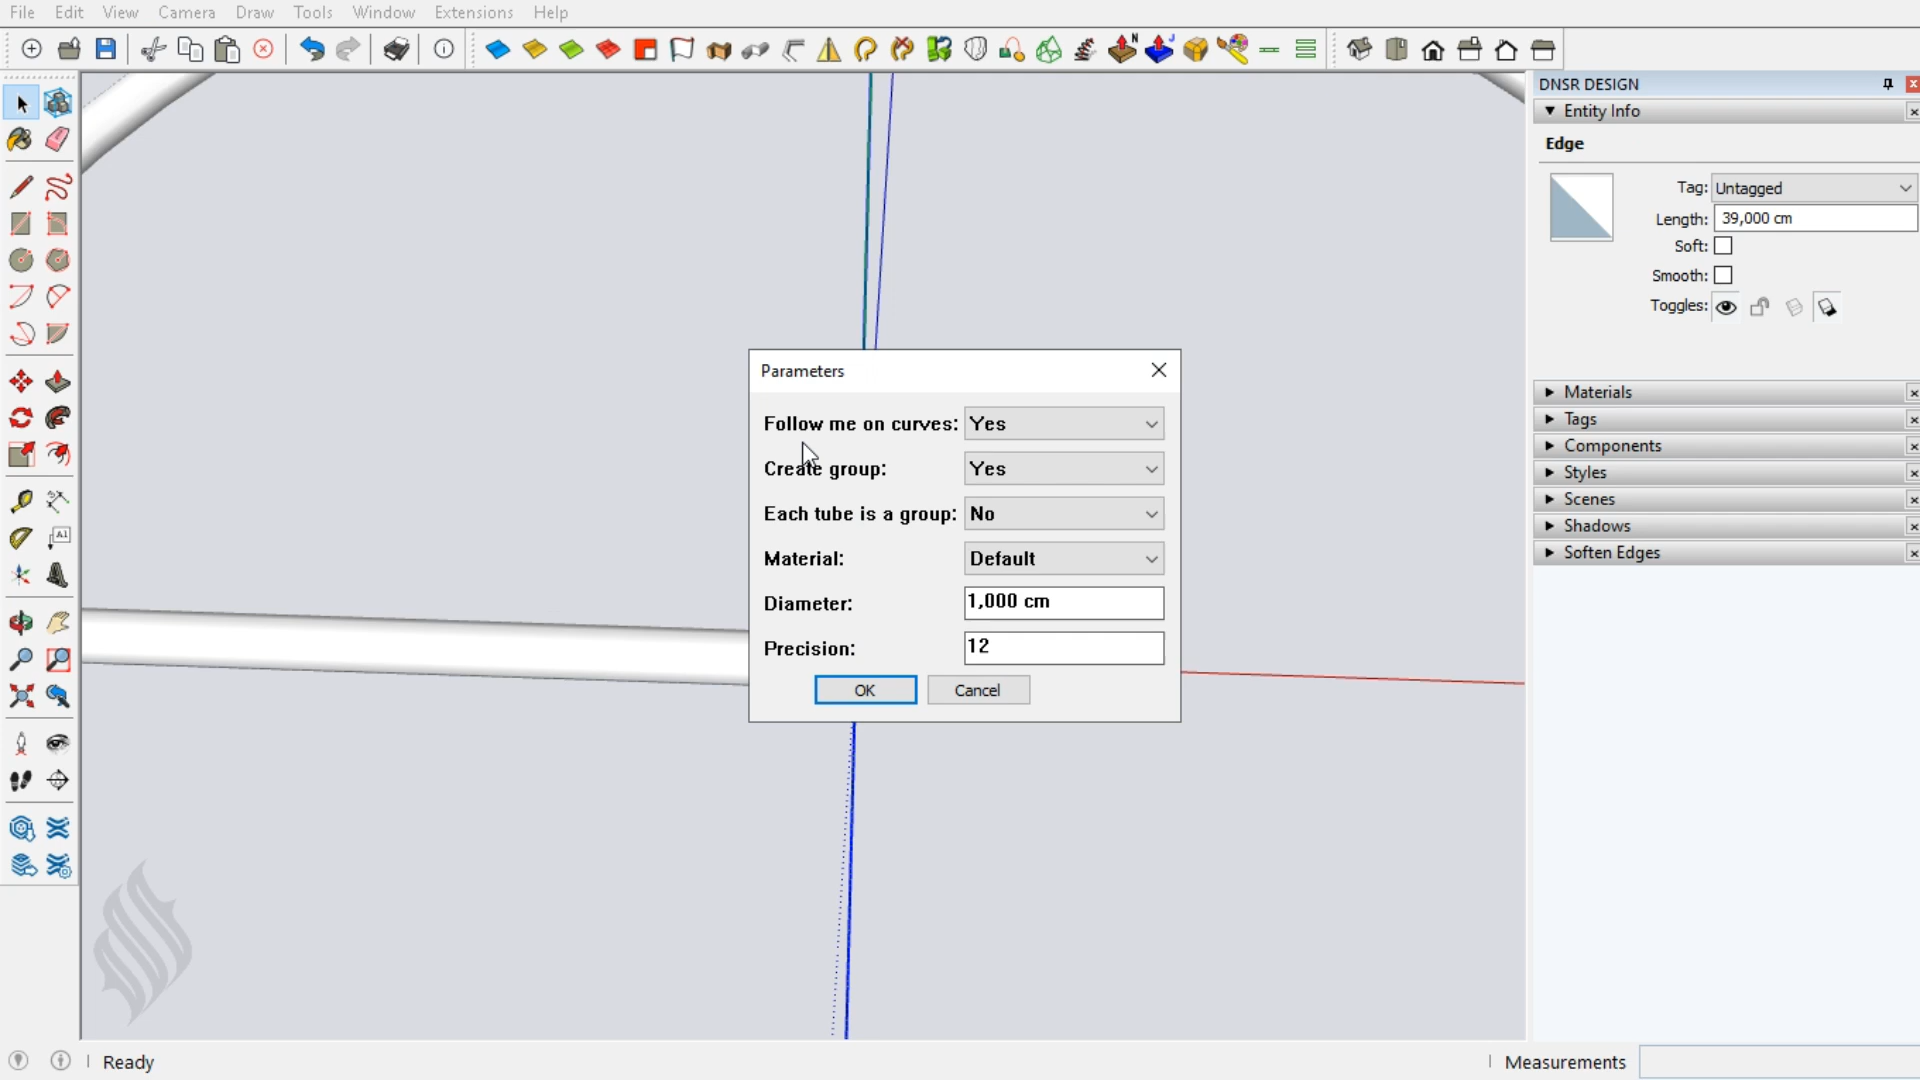 File Edit View Camera Draw Tools Window Extensions Help
DNSR DESIGN
Entity Info
Edge
Tag: Untagged
Length: 39,000 cm
Soft:
Smooth:
Toggles:
Materials
Tags
Components
Styles
Scenes
Shadows
Soften Edges
Parameters
Follow me on curves: Yes
Create group: Yes
Each tube is a group: No
Material: Default
Diameter: 1,000 cm
Precision: 12
OK Cancel
Ready
Measurements